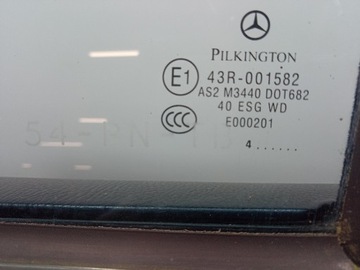 PILKINGTON
E1 43R-001582
AS2 M3440 DOT682
40 ESG WD
CCC E000201
4 ......